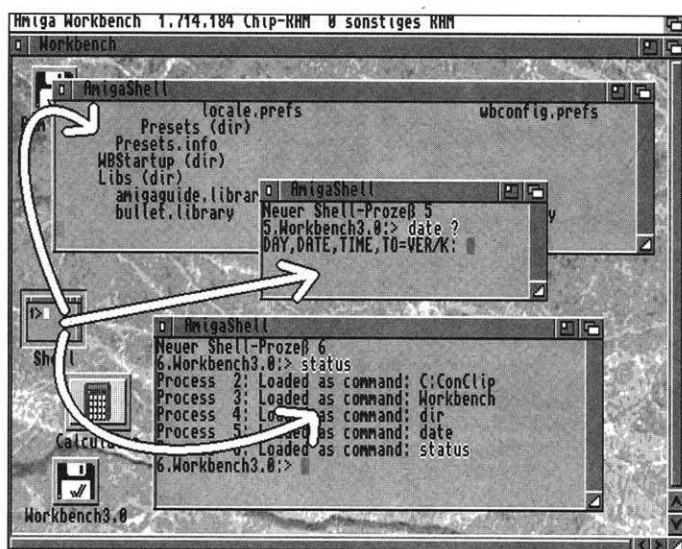 Amiga Workbench 1.714.184 Chip-RAM 0 sonstiges RAM
Workbench
AmigaShell
locale.prefs wbconfig.prefs
Presets (dir)
Presets.info
WBStartup (dir)
Libs (dir)
amigaguide.librar
bullet.library y
AmigaShell
Neuer Shell-Prozeß 5
5.Workbench3.0:> date ?
DAY,DATE,TIME,TO=VER/K:
1>
Shell
AmigaShell
Neuer Shell-Prozeß 6
6.Workbench3.0:> status
Process 2: Loaded as command: C:ConClip
Process 3: Loaded as command: Workbench
Process 4: Loaded as command: dir
Process 5: Loaded as command: date
6: Loaded as command: status
6.Workbench3.0:>
Calculat
Workbench3.0